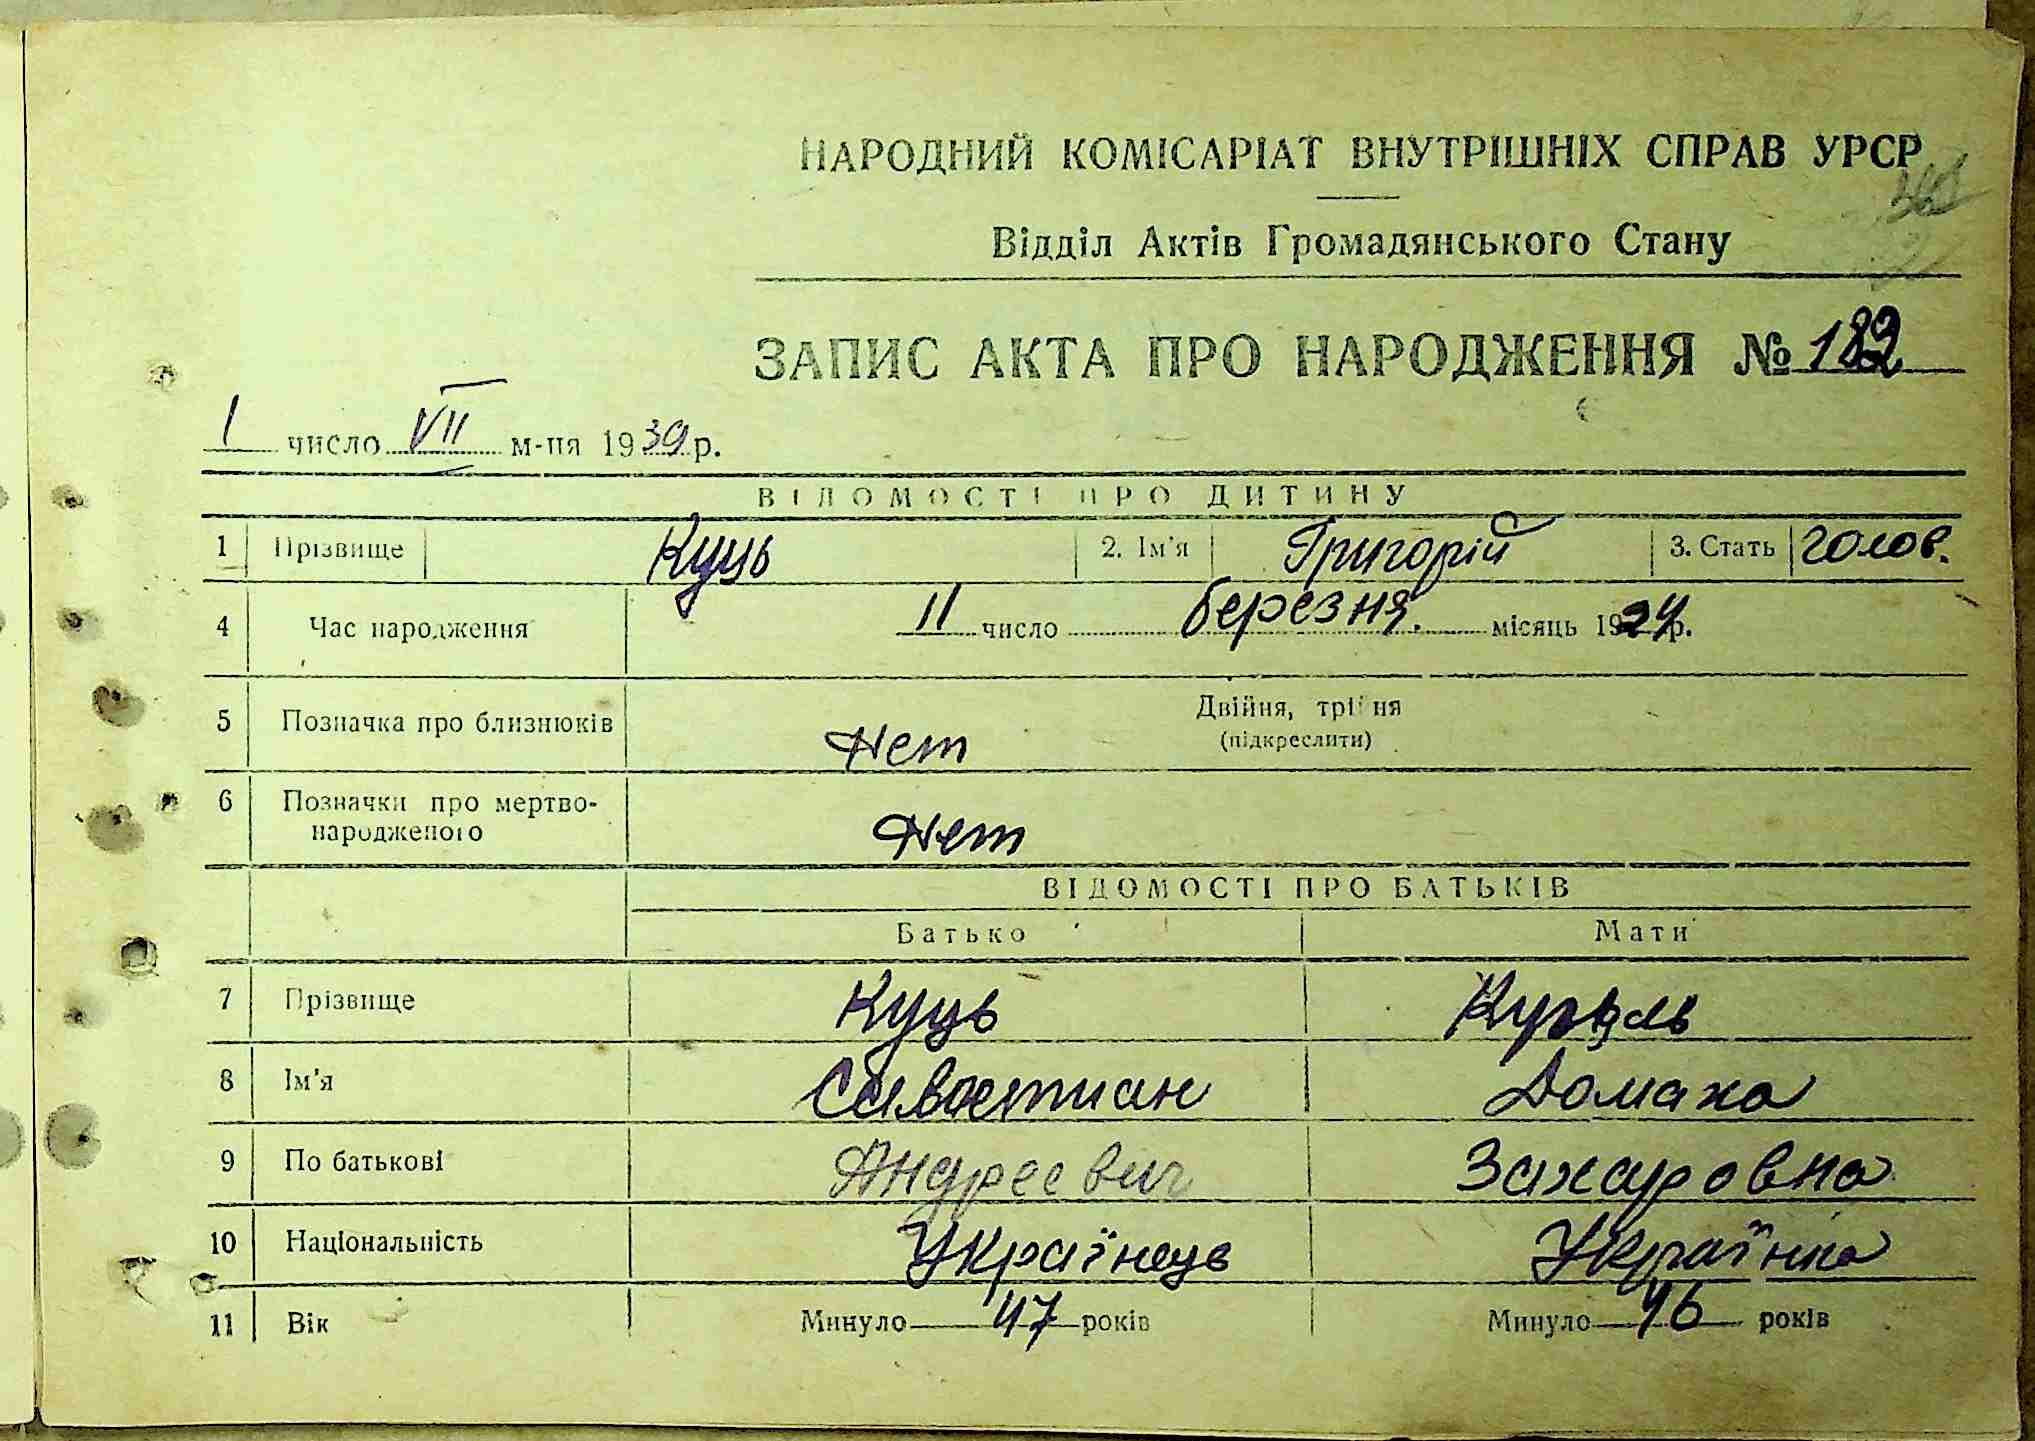 НАРОДНИЙ КОМІСАРІАТ ВНУТРІШНІХ СПРАВ УРСР
Відділ Актів Громадянського Стану
ЗАПИС АКТА ПРО НАРОДЖЕННЯ № 182
1 число VII м-ця 1939 р.
ВІДОМОСТІ ПРО ДИТИНУ
1 Прізвище Куць 2. Ім'я Григорій 3. Стать голов.
4 Час народження 11 число березня. місяць 1924 р.
5 Позначка про близнюків Нет Двійня, трійня
(підкреслити)
6 Позначки про мертво-
народженого Нет
ВІДОМОСТІ ПРО БАТЬКІВ
Батько Мати
7 Прізвище Куць
8 Ім'я Савостиан Домаха
9 По батькові Андреевич Захаровна
10 Національність Українець Українка
11 Вік Минуло 47 років Минуло 46 років